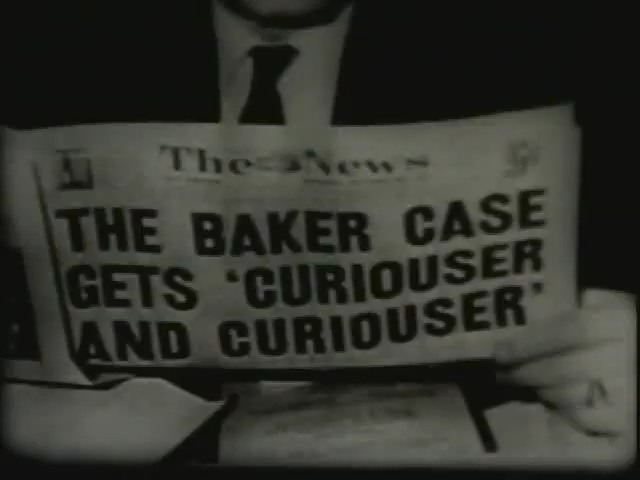 The News
THE BAKER CASE
GETS 'CURIOUSER
AND CURIOUSER'